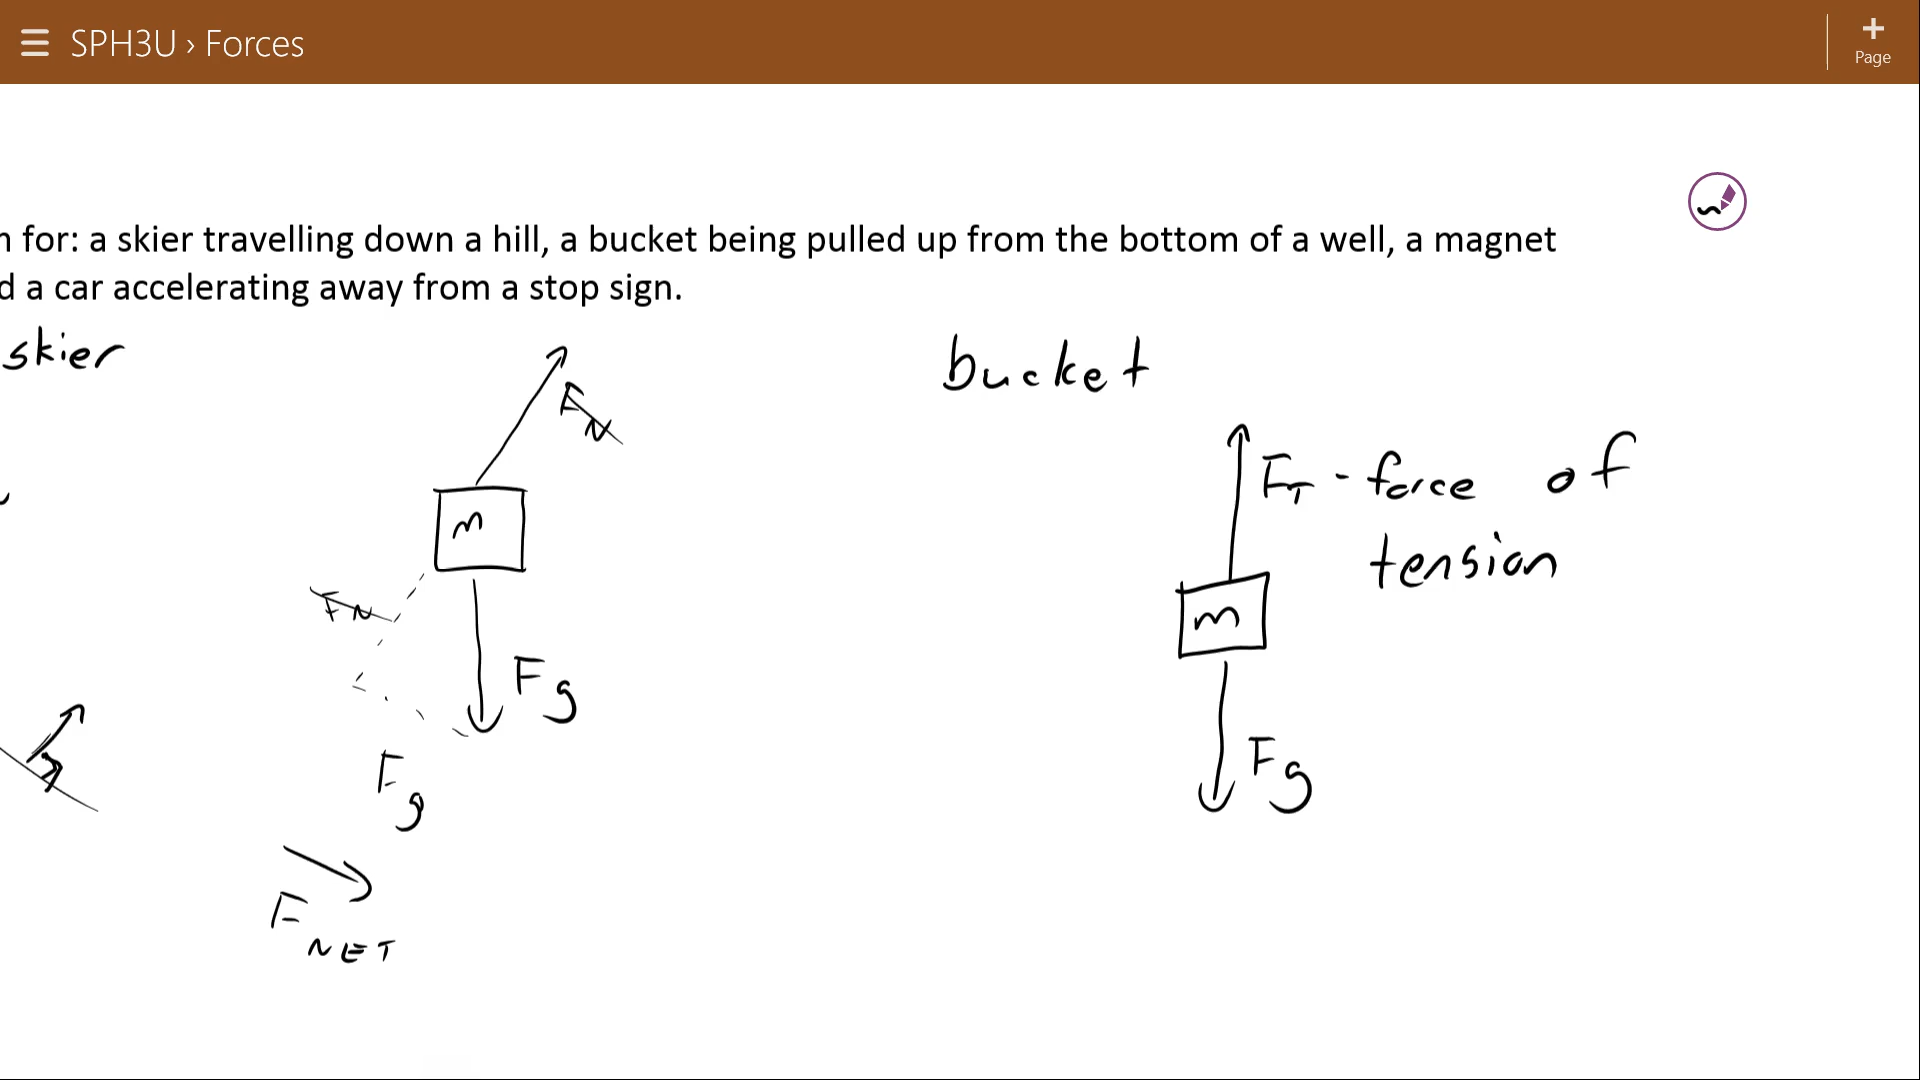 SPH3U › Forces
+
Page
for: a skier travelling down a hill, a bucket being pulled up from the bottom of a well, a magnet
a car accelerating away from a stop sign.
skier
bucket
FN
FT - force of
tension
m
m
FN
Fg
Fg
Fg
FNET